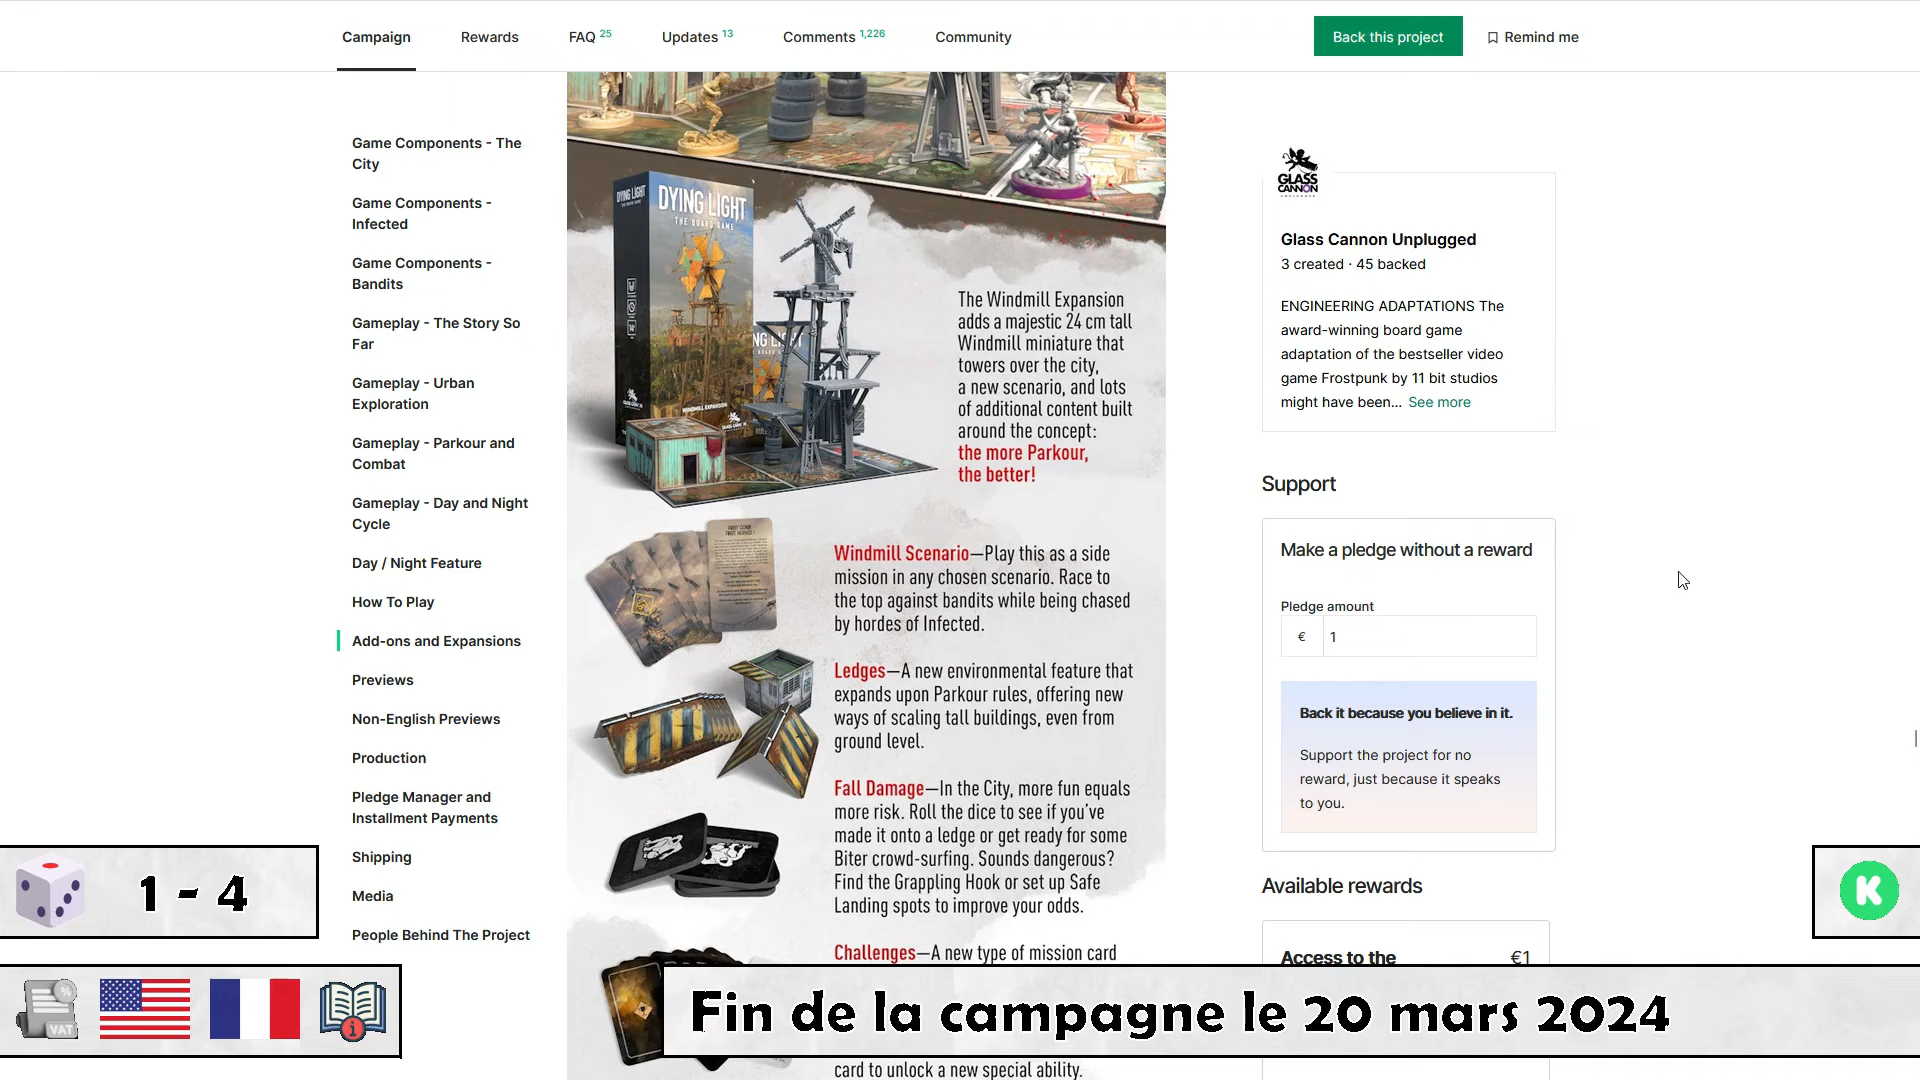 Campaign
Rewards
FAQ 25
Updates 13
Comments 1,226
Community
Back this project
Remind me
Game Components - The
City
Game Components -
Infected
Game Components -
Bandits
Gameplay - The Story So
Far
Gameplay - Urban
Exploration
Gameplay - Parkour and
Combat
Gameplay - Day and Night
Cycle
Day / Night Feature
How To Play
Add-ons and Expansions
Previews
Non-English Previews
Production
Pledge Manager and
Installment Payments
Shipping
Media
People Behind The Project
DYING LIGHT
THE BOARD GAME
WINDMILL EXPANSION
The Windmill Expansion
adds a majestic 24 cm tall
Windmill miniature that
towers over the city,
a new scenario, and lots
of additional content built
around the concept:
the more Parkour,
the better!
Windmill Scenario—Play this as a side
mission in any chosen scenario. Race to
the top against bandits while being chased
by hordes of Infected.
Ledges—A new environmental feature that
expands upon Parkour rules, offering new
ways of scaling tall buildings, even from
ground level.
Fall Damage—In the City, more fun equals
more risk. Roll the dice to see if you've
made it onto a ledge or get ready for some
Biter crowd-surfing. Sounds dangerous?
Find the Grappling Hook or set up Safe
Landing spots to improve your odds.
Challenges—A new type of mission card
card to unlock a new special ability.
GLASS
CANNON
Glass Cannon Unplugged
3 created · 45 backed
ENGINEERING ADAPTATIONS The
award-winning board game
adaptation of the bestseller video
game Frostpunk by 11 bit studios
might have been... See more
Support
Make a pledge without a reward
Pledge amount
€ 1
Back it because you believe in it.
Support the project for no
reward, just because it speaks
to you.
Available rewards
Access to the €1
1 - 4
K
VAT
Fin de la campagne le 20 mars 2024